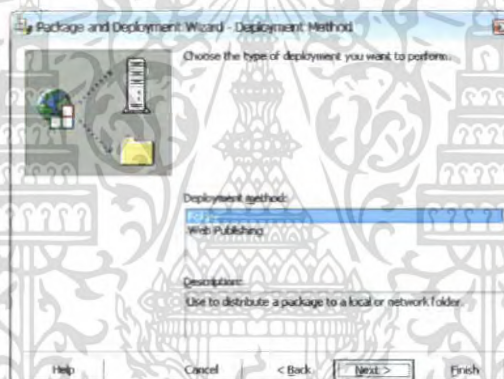 Package and Deployment Wizard - Deployment Method
Choose the type of deployment you want to perform.
Deployment method:
Folder
Web Publishing
Description:
Use to distribute a package to a local or network folder.
Help
Cancel
< Back
Next >
Finish